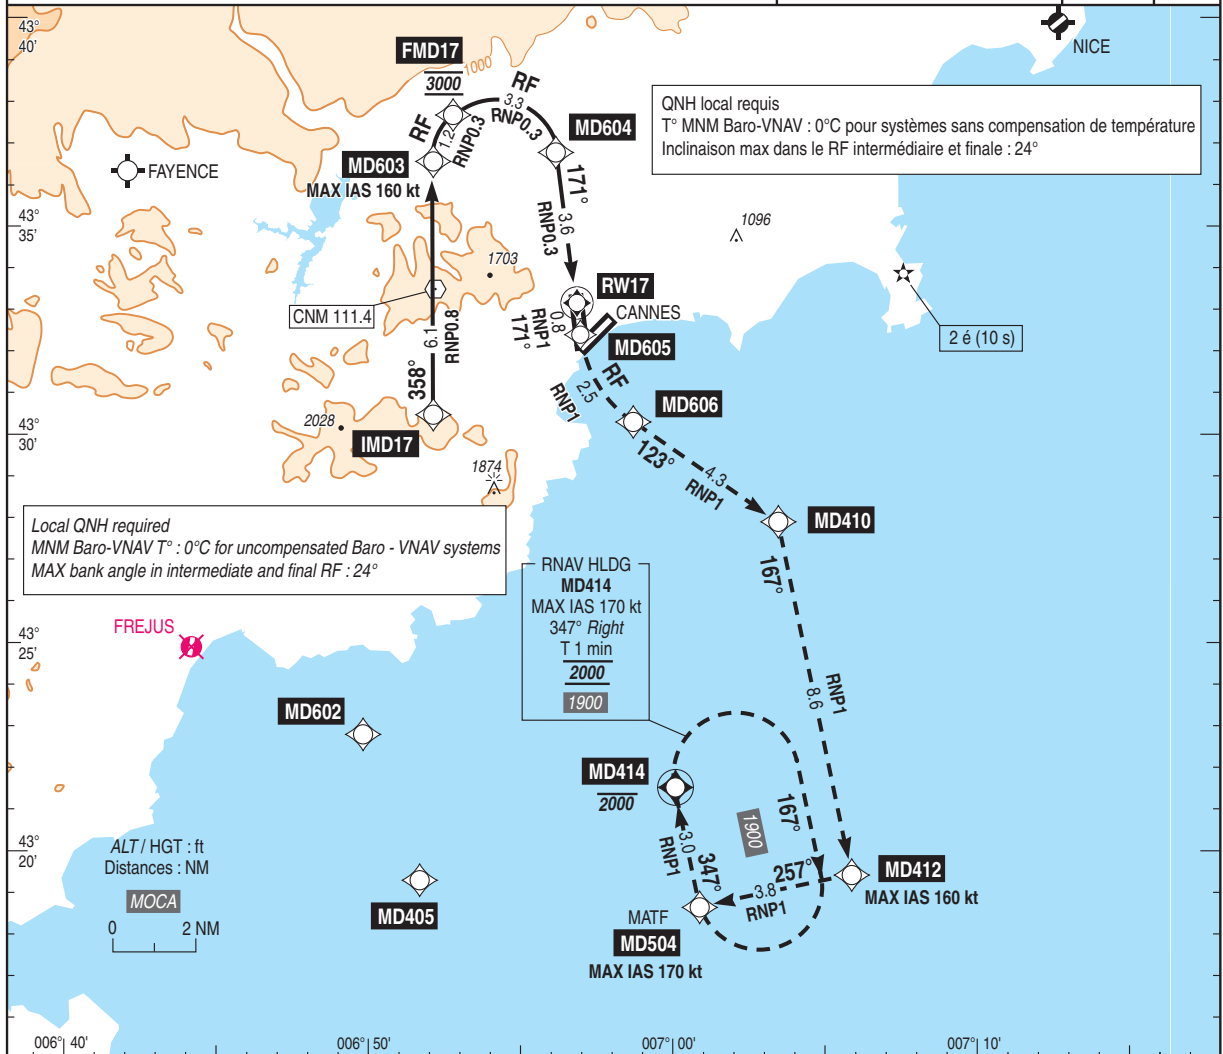 43°
40'
FMD17
3000
1000
RF
3.3
RNP0.3
NICE
QNH local requis
T° MNM Baro-VNAV : 0°C pour systèmes sans compensation de température
Inclinaison max dans le RF intermédiaire et finale : 24°
RF
1.2
RNP0.3
MD604
MD603
MAX IAS 160 kt
FAYENCE
171°
3.6
RNP0.3
43°
35'
1096
1703
RW17
CANNES
CNM 111.4
0.8
RNP1
171°
MD605
2 é (10 s)
358°
6.1
RNP0.8
RF
2.5
RNP1
MD606
2028
IMD17
43°
30'
123°
4.3
RNP1
1874
MD410
Local QNH required
MNM Baro-VNAV T° : 0°C for uncompensated Baro - VNAV systems
MAX bank angle in intermediate and final RF : 24°
167°
8.6
RNP1
RNAV HLDG
MD414
MAX IAS 170 kt
347° Right
T 1 min
2000
1900
FREJUS
43°
25'
MD602
MD414
2000
167°
1900
3.0
RNP1
347°
257°
3.8
RNP1
MD412
MAX IAS 160 kt
43°
20'
ALT / HGT : ft
Distances : NM
MOCA
0 2 NM
MD405
MATF
MD504
MAX IAS 170 kt
006° 40'
006° 50'
007° 00'
007° 10'